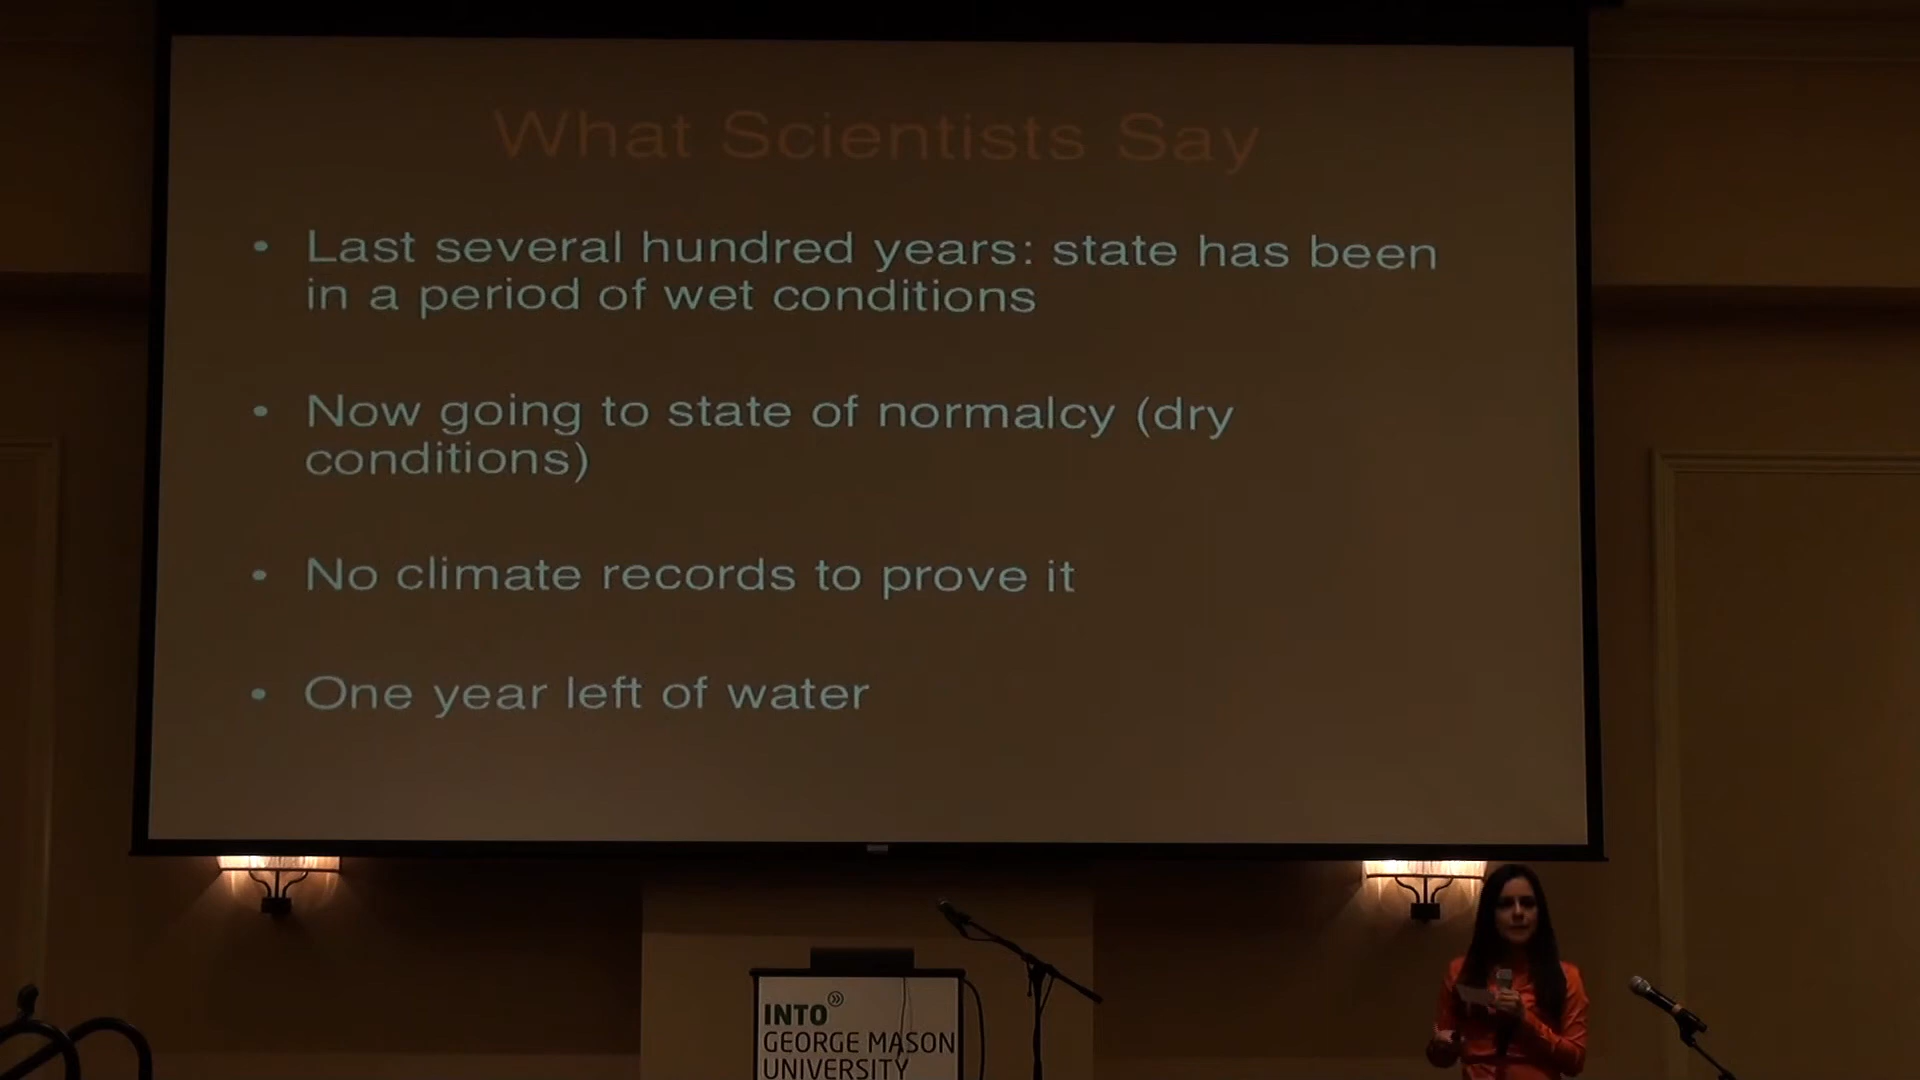 What Scientists Say
• Last several hundred years: state has been
in a period of wet conditions
• Now going to state of normalcy (dry
conditions)
• No climate records to prove it
• One year left of water
INTO
GEORGE MASON
UNIVERSITY